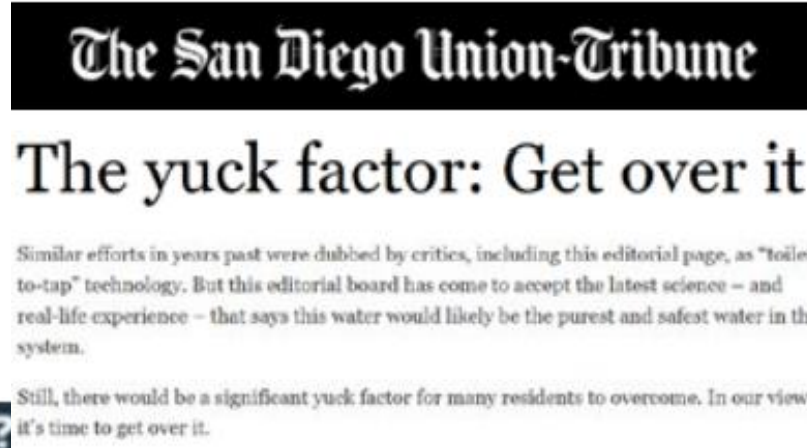 The San Diego Union-Tribune
The yuck factor: Get over it
Similar efforts in years past were dubbed by critics, including this editorial page, as "toile
to-tap" technology. But this editorial board has come to accept the latest science – and
real-life experience – that says this water would likely be the purest and safest water in th
system.
Still, there would be a significant yuck factor for many residents to overcome. In our view
it's time to get over it.